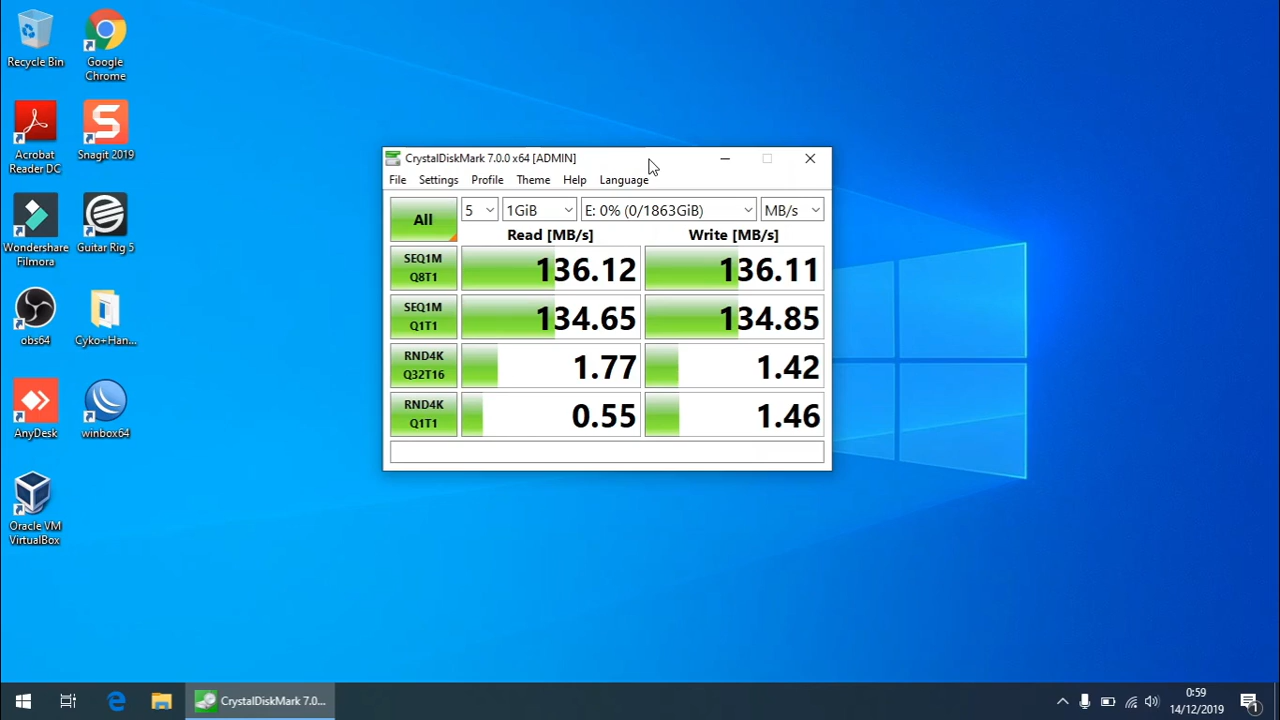 Recycle Bin
Google
Chrome
Acrobat
Reader DC
Snagit 2019
Wondershare
Filmora
Guitar Rig 5
obs64
Cyko+Han...
AnyDesk
winbox64
Oracle VM
VirtualBox
CrystalDiskMark 7.0.0 x64 [ADMIN]
File Settings Profile Theme Help Language
All 5 1GiB E: 0% (0/1863GiB) MB/s
Read [MB/s] Write [MB/s]
SEQ1M
Q8T1
136.12 136.11
SEQ1M
Q1T1
134.65 134.85
RND4K
Q32T16
1.77 1.42
RND4K
Q1T1
0.55 1.46
CrystalDiskMark 7.0...
0:59
14/12/2019
1